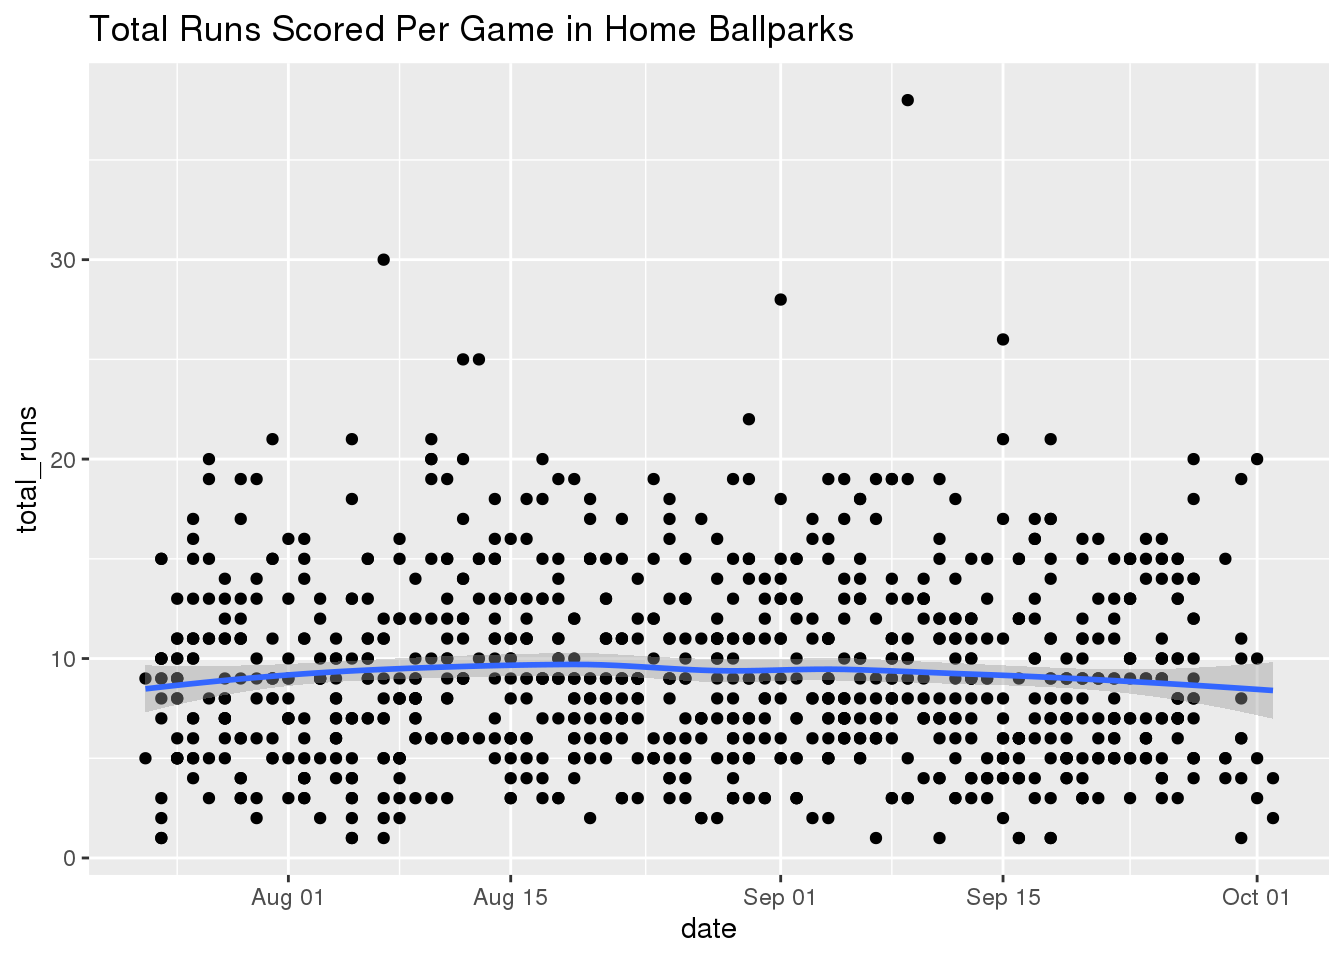 Total Runs Scored Per Game in Home Ballparks
total_runs
30
20
10
0
Aug 01 Aug 15 Sep 01 Sep 15 Oct 01
date